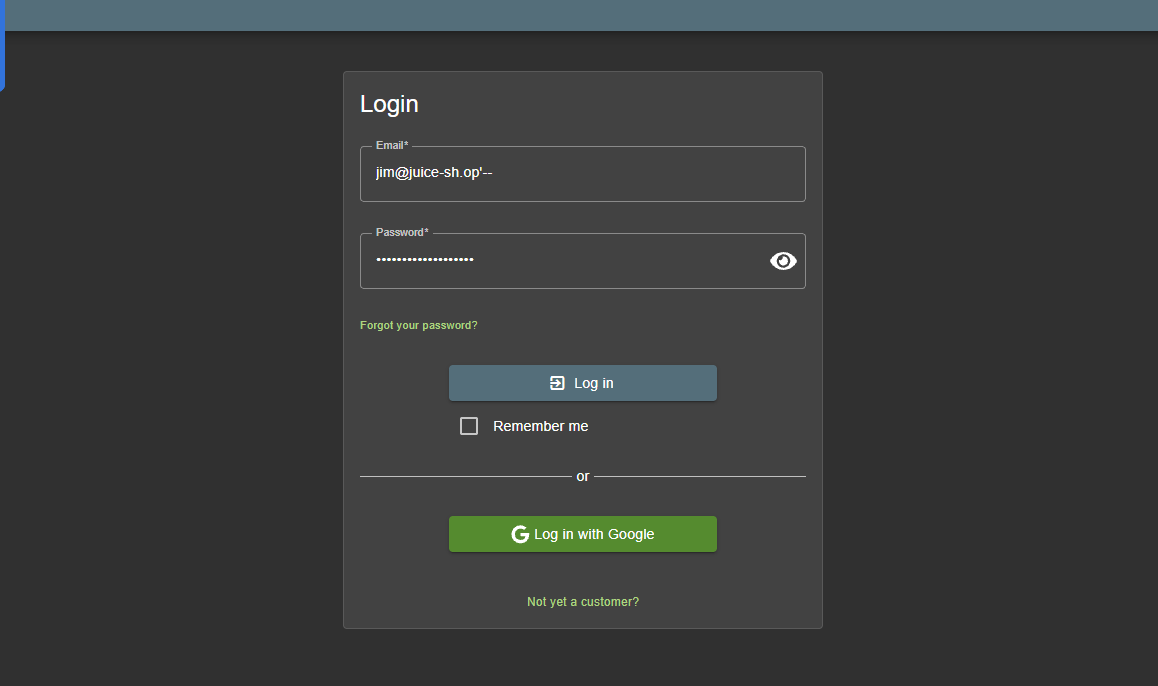 Login
Email*
jim@juice-sh.op'--
Password*
•••••••••••••••••••
Forgot your password?
Log in
Remember me
or
Log in with Google
Not yet a customer?